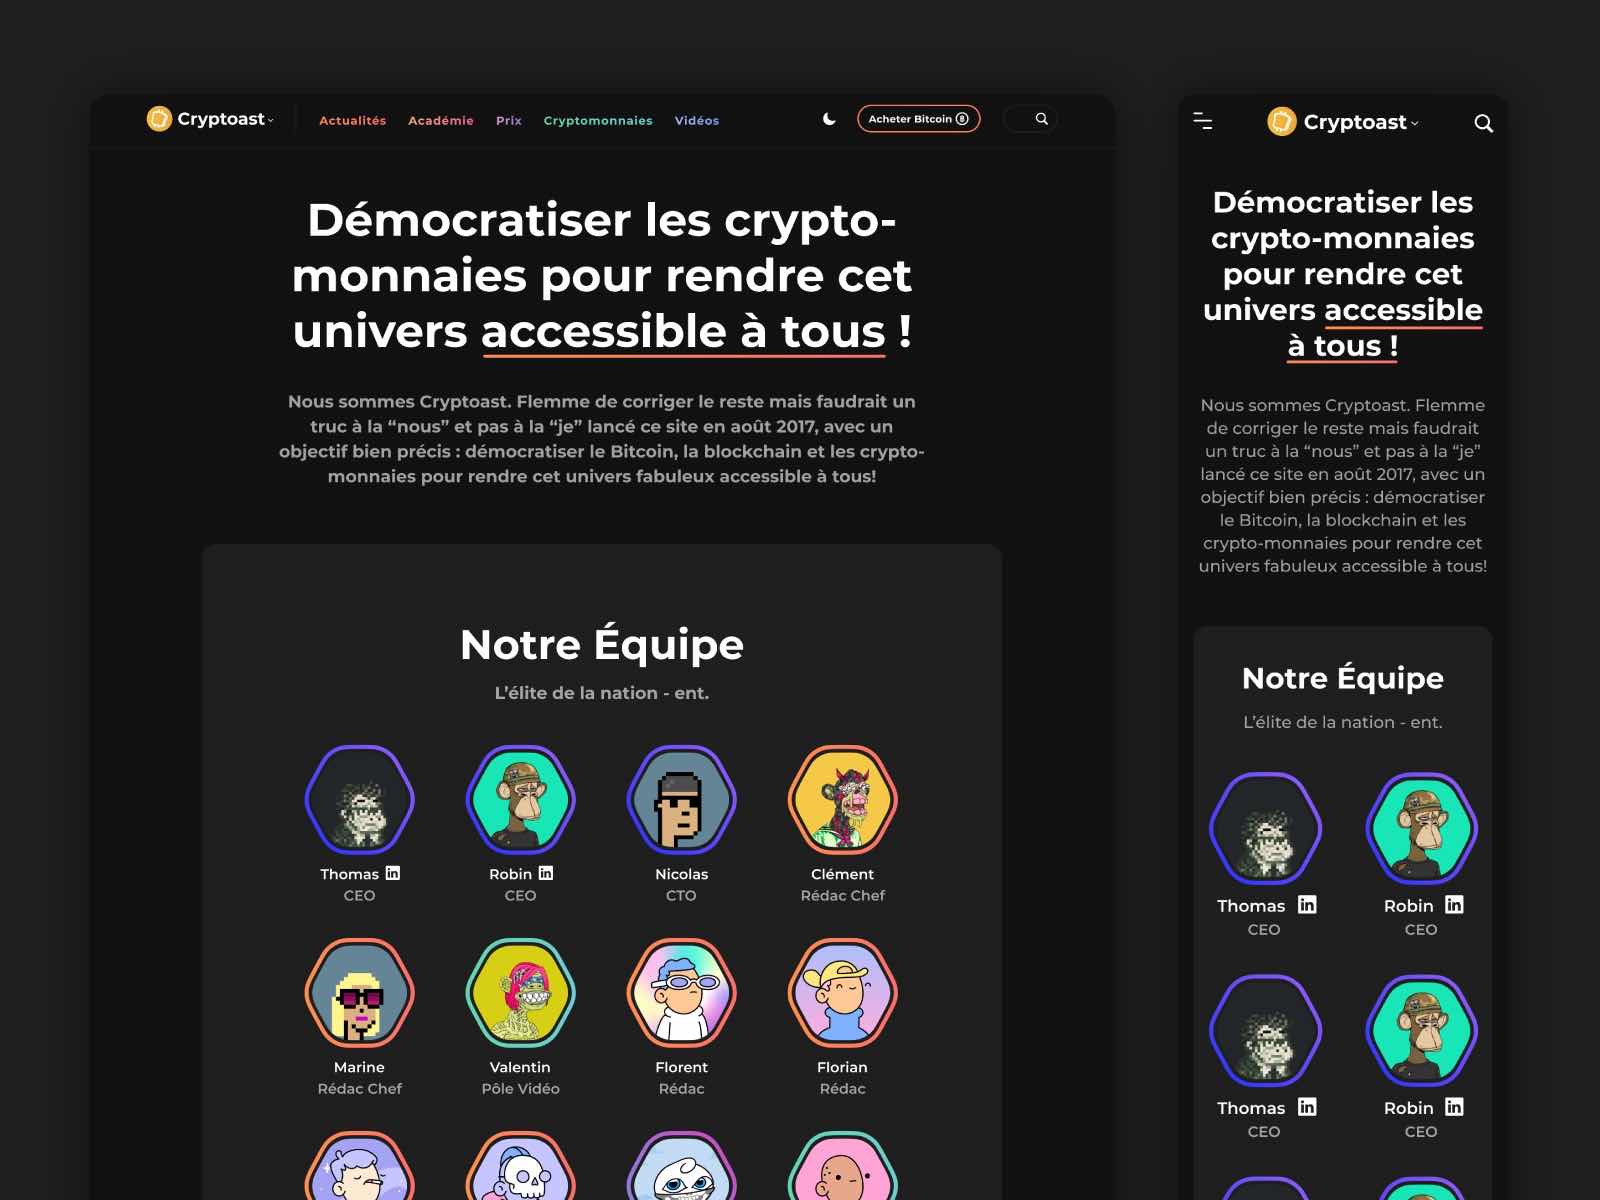 Cryptoast
Actualités Académie Prix Cryptomonnaies Vidéos
Acheter Bitcoin
Démocratiser les crypto-
monnaies pour rendre cet
univers accessible à tous !
Nous sommes Cryptoast. Flemme de corriger le reste mais faudrait un
truc à la “nous” et pas à la “je” lancé ce site en août 2017, avec un
objectif bien précis : démocratiser le Bitcoin, la blockchain et les crypto-
monnaies pour rendre cet univers fabuleux accessible à tous!
Notre Équipe
L’élite de la nation - ent.
Thomas in
CEO
Robin in
CEO
Nicolas
CTO
Clément
Rédac Chef
Marine
Rédac Chef
Valentin
Pôle Vidéo
Florent
Rédac
Florian
Rédac
Cryptoast
Démocratiser les
crypto-monnaies
pour rendre cet
univers accessible
à tous !
Nous sommes Cryptoast. Flemme
de corriger le reste mais faudrait
un truc à la “nous” et pas à la “je”
lancé ce site en août 2017, avec un
objectif bien précis : démocratiser
le Bitcoin, la blockchain et les
crypto-monnaies pour rendre cet
univers fabuleux accessible à tous!
Notre Équipe
L’élite de la nation - ent.
Thomas in
CEO
Robin in
CEO
Thomas in
CEO
Robin in
CEO